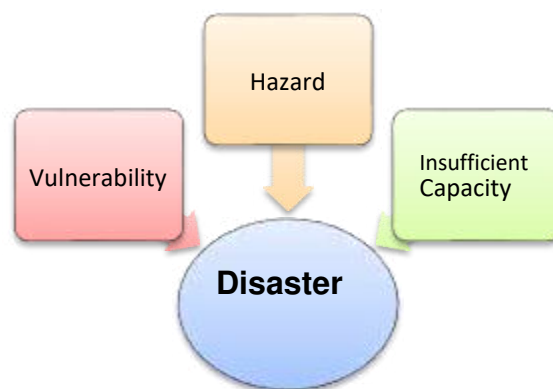 Hazard
Vulnerability
Insufficient
Capacity
Disaster